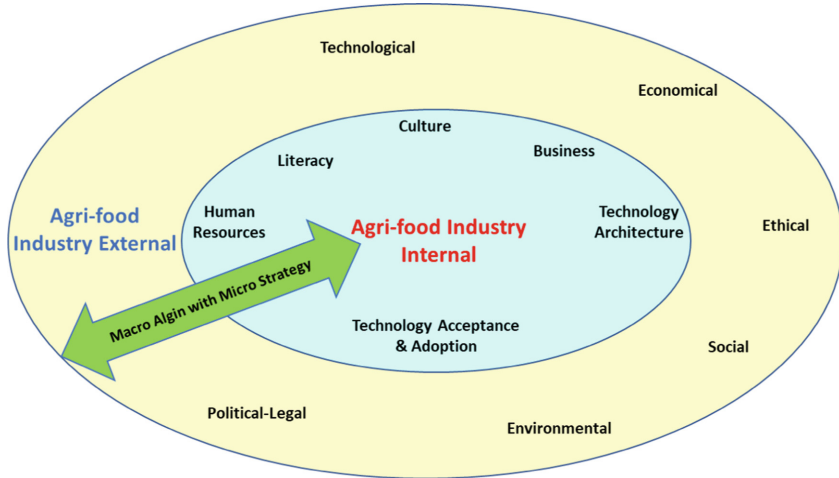 Technological
Economical
Culture
Business
Literacy
Agri-food
Industry External
Human
Resources
Agri-food Industry
Internal
Technology
Architecture
Ethical
Macro Algin with Micro Strategy
Technology Acceptance
& Adoption
Social
Political-Legal
Environmental